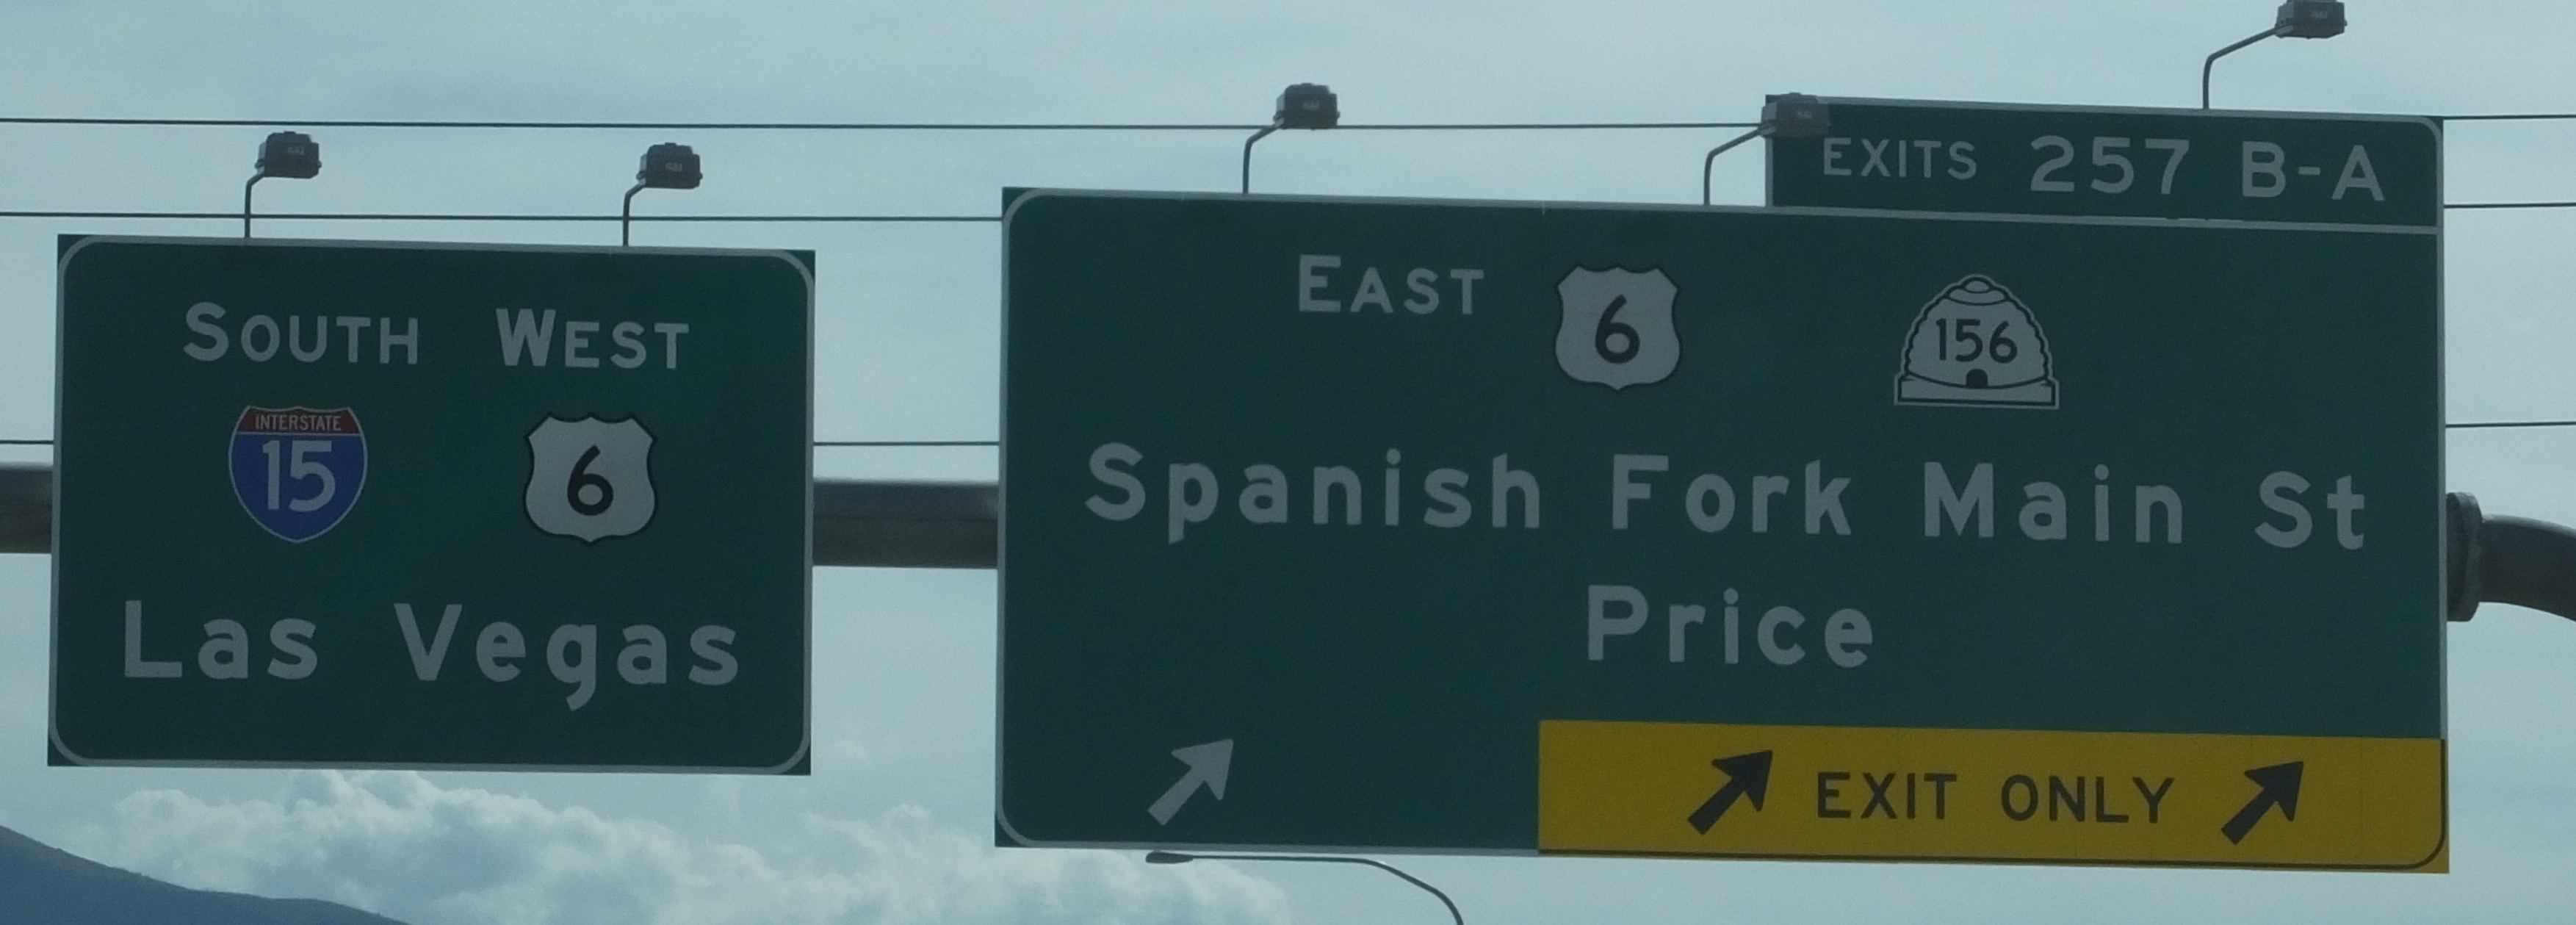 SOUTH WEST
INTERSTATE
15 6
Las Vegas
EXITS 257 B-A
EAST 6 156
Spanish Fork Main St
Price
EXIT ONLY